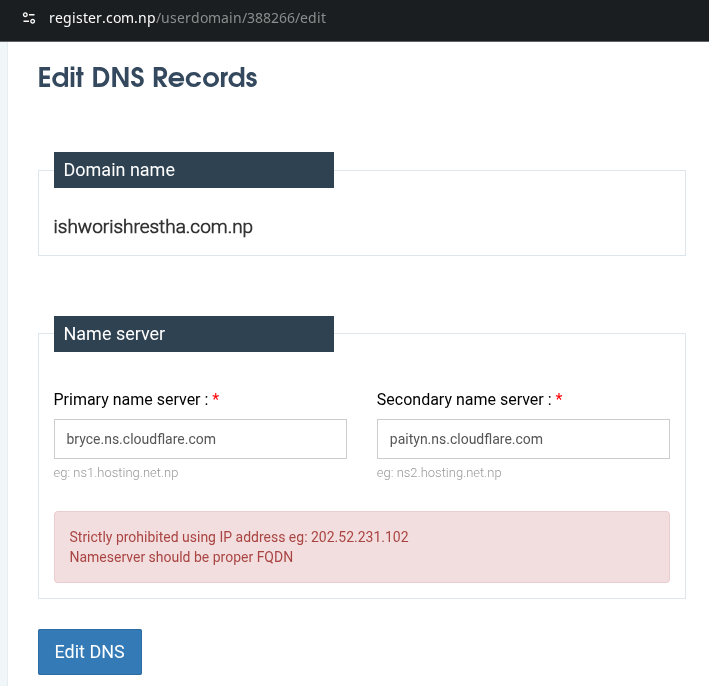 register.com.np/userdomain/388266/edit
Edit DNS Records
Domain name
ishworishrestha.com.np
Name server
Primary name server : *
Secondary name server : *
bryce.ns.cloudflare.com
paityn.ns.cloudflare.com
eg: ns1.hosting.net.np
eg: ns2.hosting.net.np
Strictly prohibited using IP address eg: 202.52.231.102
Nameserver should be proper FQDN
Edit DNS